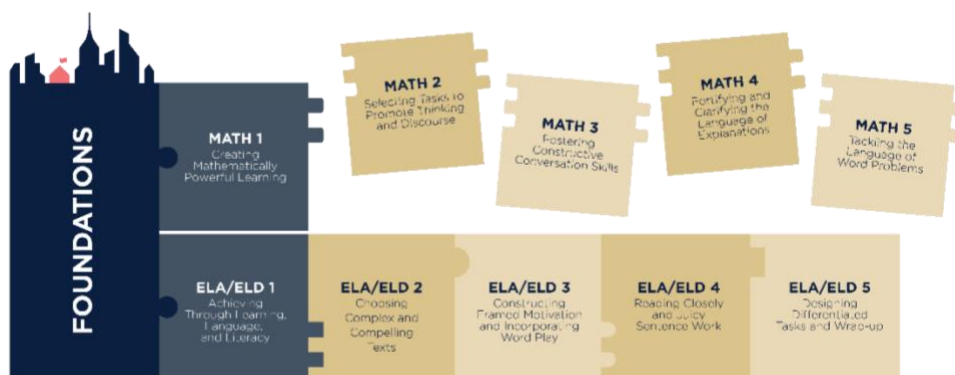 FOUNDATIONS
MATH 1
Creating
Mathematically
Powerful Learning
MATH 2
Selecting Tasks to
Promote Thinking
and Discourse
MATH 3
Fostering
Constructive
Conversation Skills
MATH 4
Fortifying and
Clarifying the
Language of
Explanations
MATH 5
Tackling the
Language of
Word Problems
ELA/ELD 1
Achieving
Through Learning,
Language,
and Literacy
ELA/ELD 2
Choosing
Complex and
Compelling
Texts
ELA/ELD 3
Constructing
Framed Motivation
and Incorporating
Word Play
ELA/ELD 4
Reading Closely
and Juicy
Sentence Work
ELA/ELD 5
Designing
Differentiated
Tasks and Wrap-up